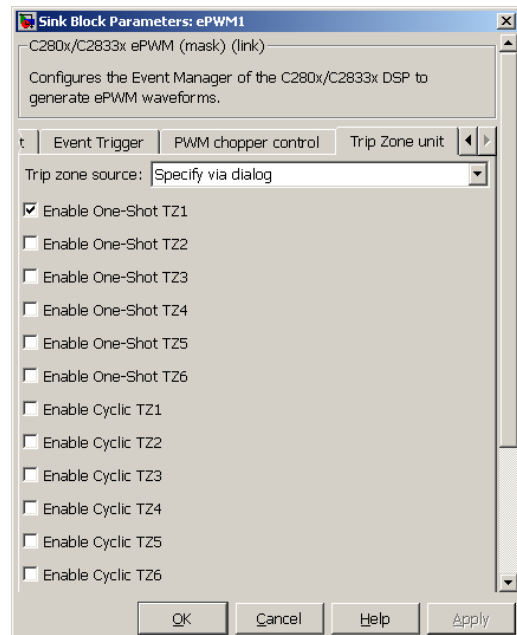 Sink Block Parameters: ePWM1
C280x/C2833x ePWM (mask) (link)
Configures the Event Manager of the C280x/C2833x DSP to
generate ePWM waveforms.
t Event Trigger PWM chopper control Trip Zone unit
Trip zone source: Specify via dialog
Enable One-Shot TZ1
Enable One-Shot TZ2
Enable One-Shot TZ3
Enable One-Shot TZ4
Enable One-Shot TZ5
Enable One-Shot TZ6
Enable Cyclic TZ1
Enable Cyclic TZ2
Enable Cyclic TZ3
Enable Cyclic TZ4
Enable Cyclic TZ5
Enable Cyclic TZ6
OK Cancel Help Apply